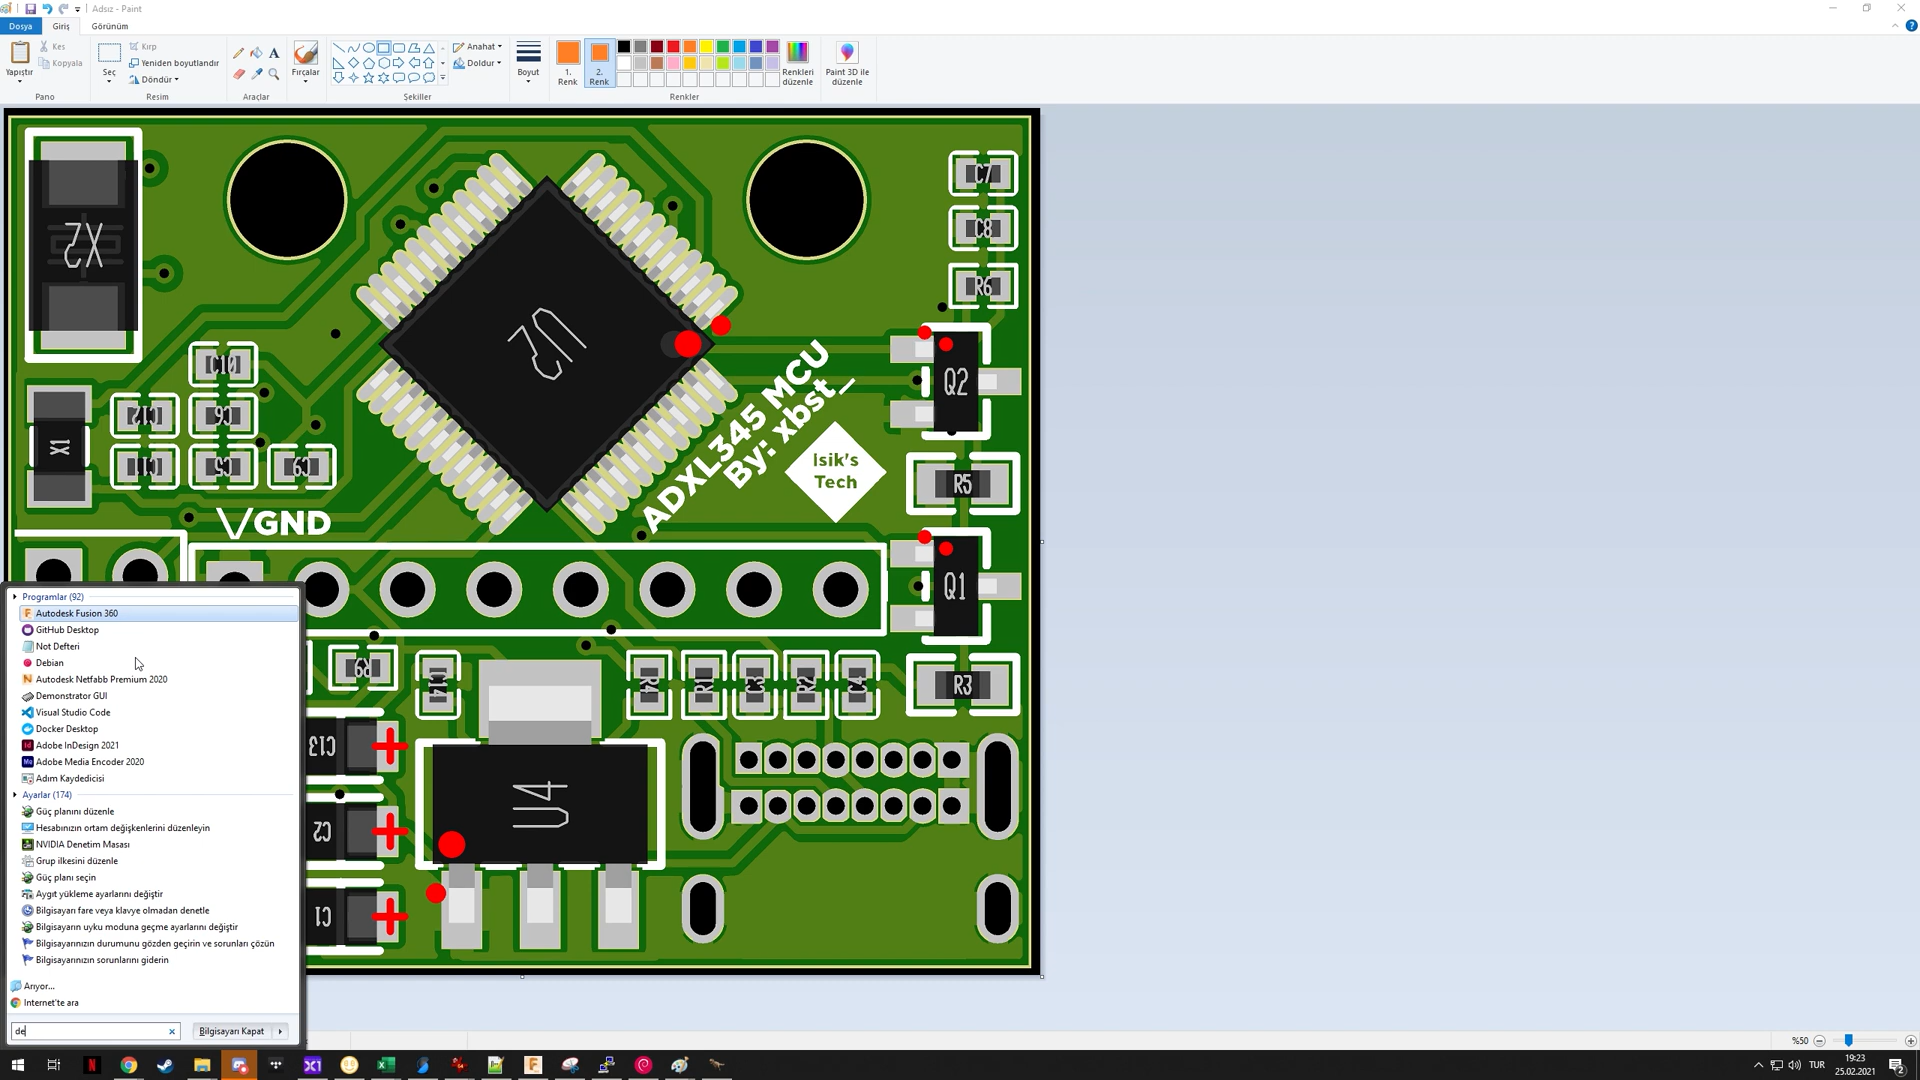 Adsız - Paint
Dosya
Giriş
Görünüm
Yapıştır
Kes
Kopyala
Pano
Seç
Kırp
Yeniden boyutlandır
Döndür
Resim
Araçlar
Fırçalar
Anahat
Doldur
Şekiller
Boyut
1.
Renk
2.
Renk
Renkleri
düzenle
Paint 3D ile
düzenle
Renkler
X2
U2
C7
C8
R6
Q2
R5
Q1
R3
C10
C12
C6
C11
C5
C9
X1
ADXL345 MCU
By: xbst_
Isik's
Tech
VGND
C14
R4
R1
C3
R2
C4
C13
C2
C1
U4
Programlar (92)
Autodesk Fusion 360
GitHub Desktop
Not Defteri
Debian
Autodesk Netfabb Premium 2020
Demonstrator GUI
Visual Studio Code
Docker Desktop
Adobe InDesign 2021
Adobe Media Encoder 2020
Adım Kaydedicisi
Ayarlar (174)
Güç planını düzenle
Hesabınızın ortam değişkenlerini düzenleyin
NVIDIA Denetim Masası
Grup ilkesini düzenle
Güç planı seçin
Aygıt yükleme ayarlarını değiştir
Bilgisayarı fare veya klavye olmadan denetle
Bilgisayarın uyku moduna geçme ayarlarını değiştir
Bilgisayarınızın durumunu gözden geçirin ve sorunları çözün
Bilgisayarınızın sorunlarını giderin
Arıyor...
Internet'te ara
de
Bilgisayarı Kapat
%50
TUR
19:23
25.02.2021